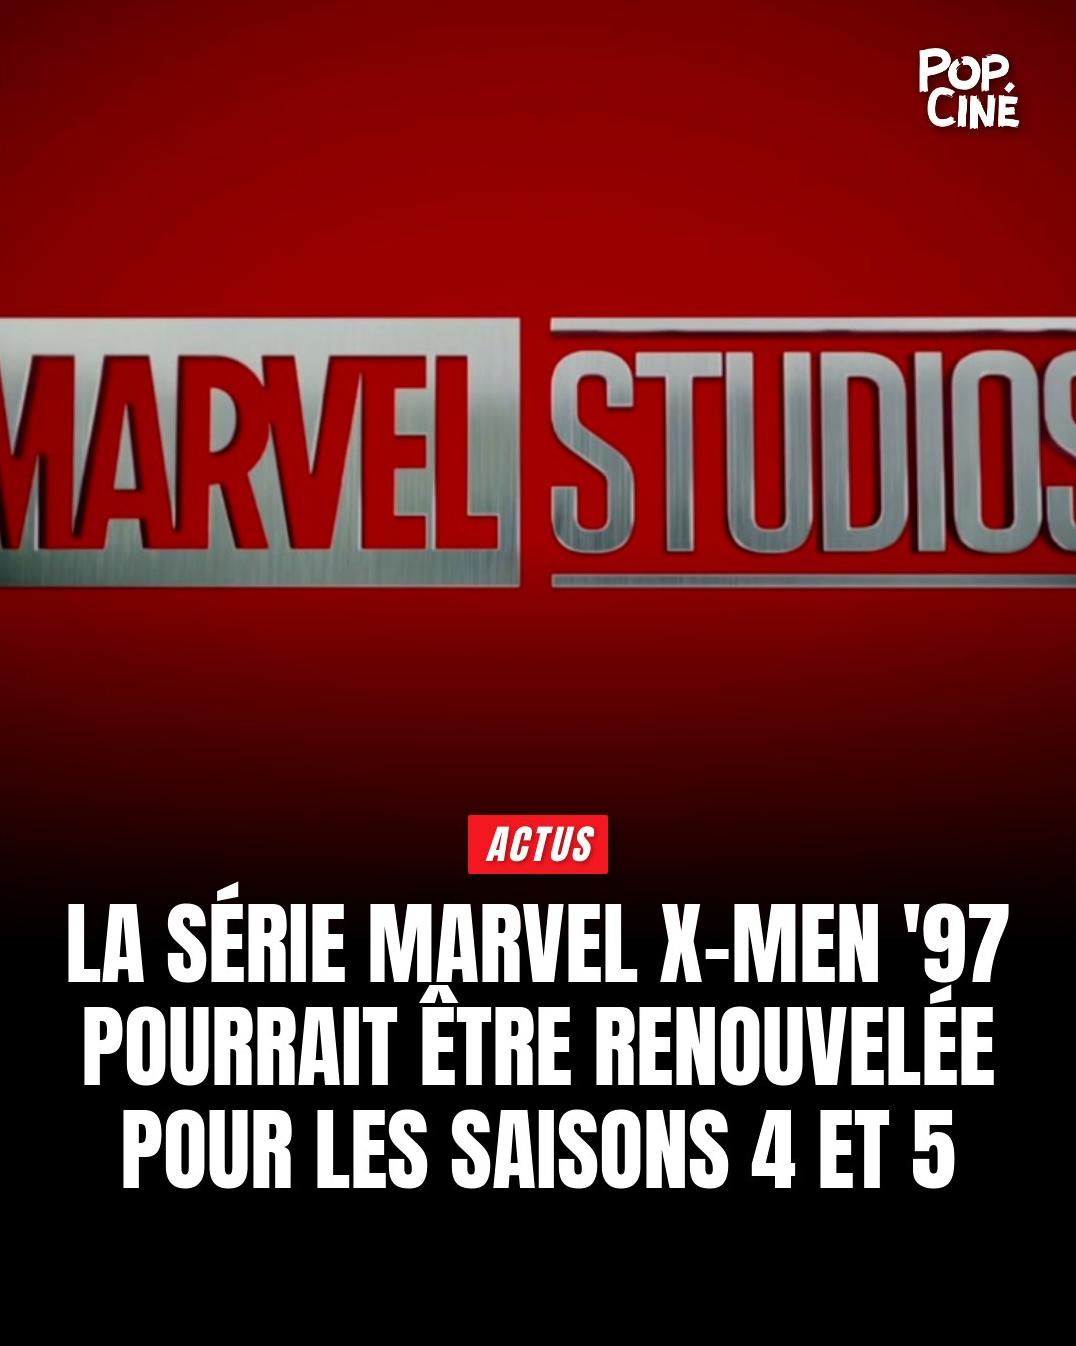 POP.
CINÉ
MARVEL STUDIOS
ACTUS
LA SÉRIE MARVEL X-MEN '97
POURRAIT ÊTRE RENOUVELÉE
POUR LES SAISONS 4 ET 5